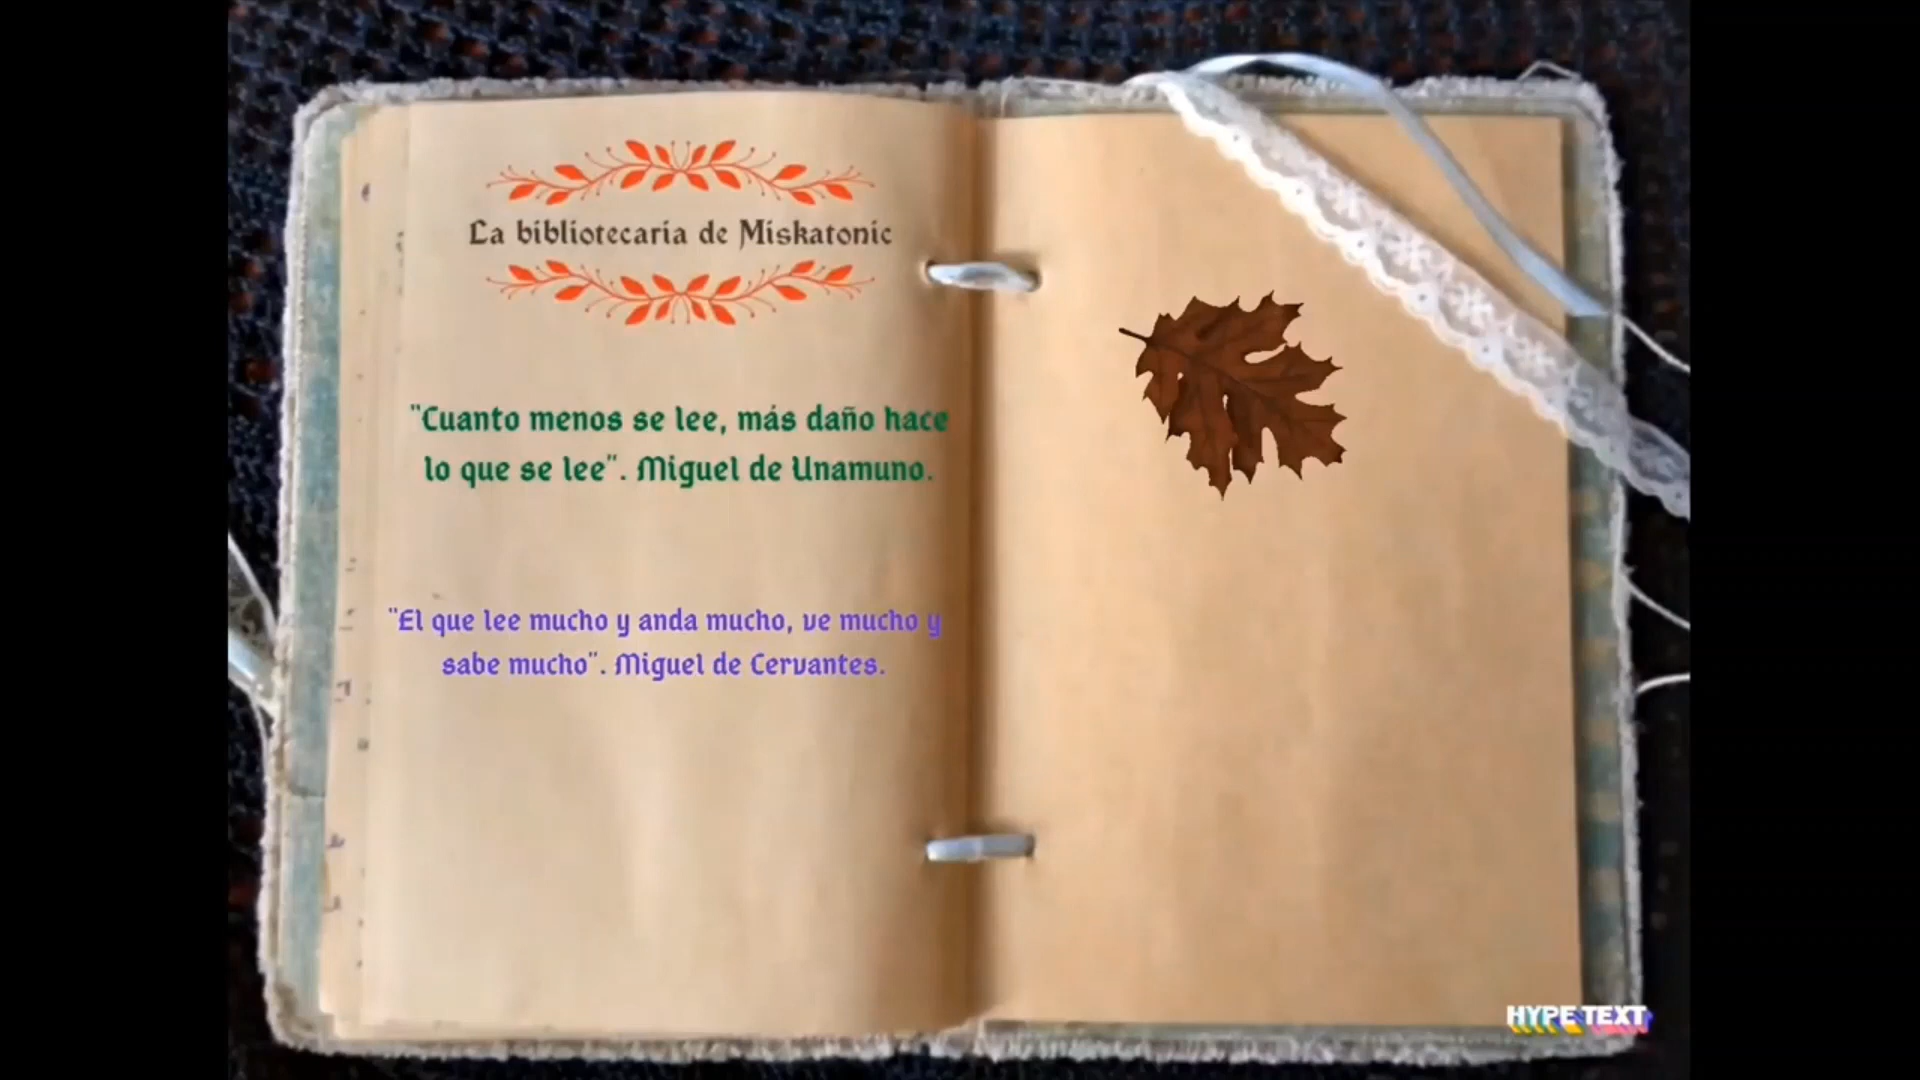 La bibliotecaria de Miskatonic
"Cuanto menos se lee, más daño hace
lo que se lee". Miguel de Unamuno.
"El que lee mucho y anda mucho, ve mucho y
sabe mucho". Miguel de Cervantes.
HYPE TEXT